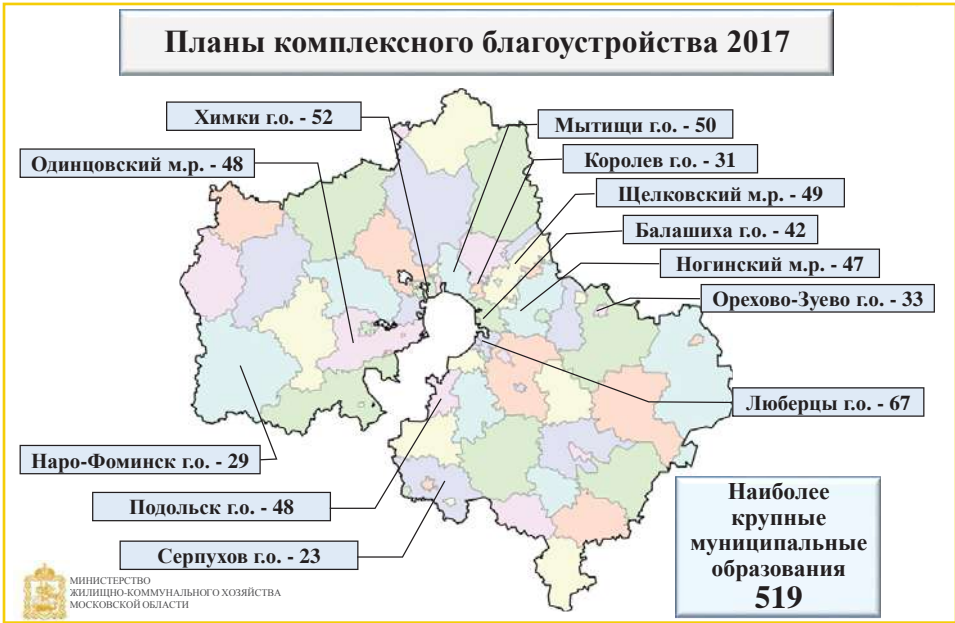 Планы комплексного благоустройства 2017
Химки г.о. - 52
Мытищи г.о. - 50
Одинцовский м.р. - 48
Королев г.о. - 31
Щелковский м.р. - 49
Балашиха г.о. - 42
Ногинский м.р. - 47
Орехово-Зуево г.о. - 33
Люберцы г.о. - 67
Наро-Фоминск г.о. - 29
Подольск г.о. - 48
Серпухов г.о. - 23
Наиболее
крупные
муниципальные
образования
519
МИНИСТЕРСТВО
ЖИЛИЩНО-КОММУНАЛЬНОГО ХОЗЯЙСТВА
МОСКОВСКОЙ ОБЛАСТИ